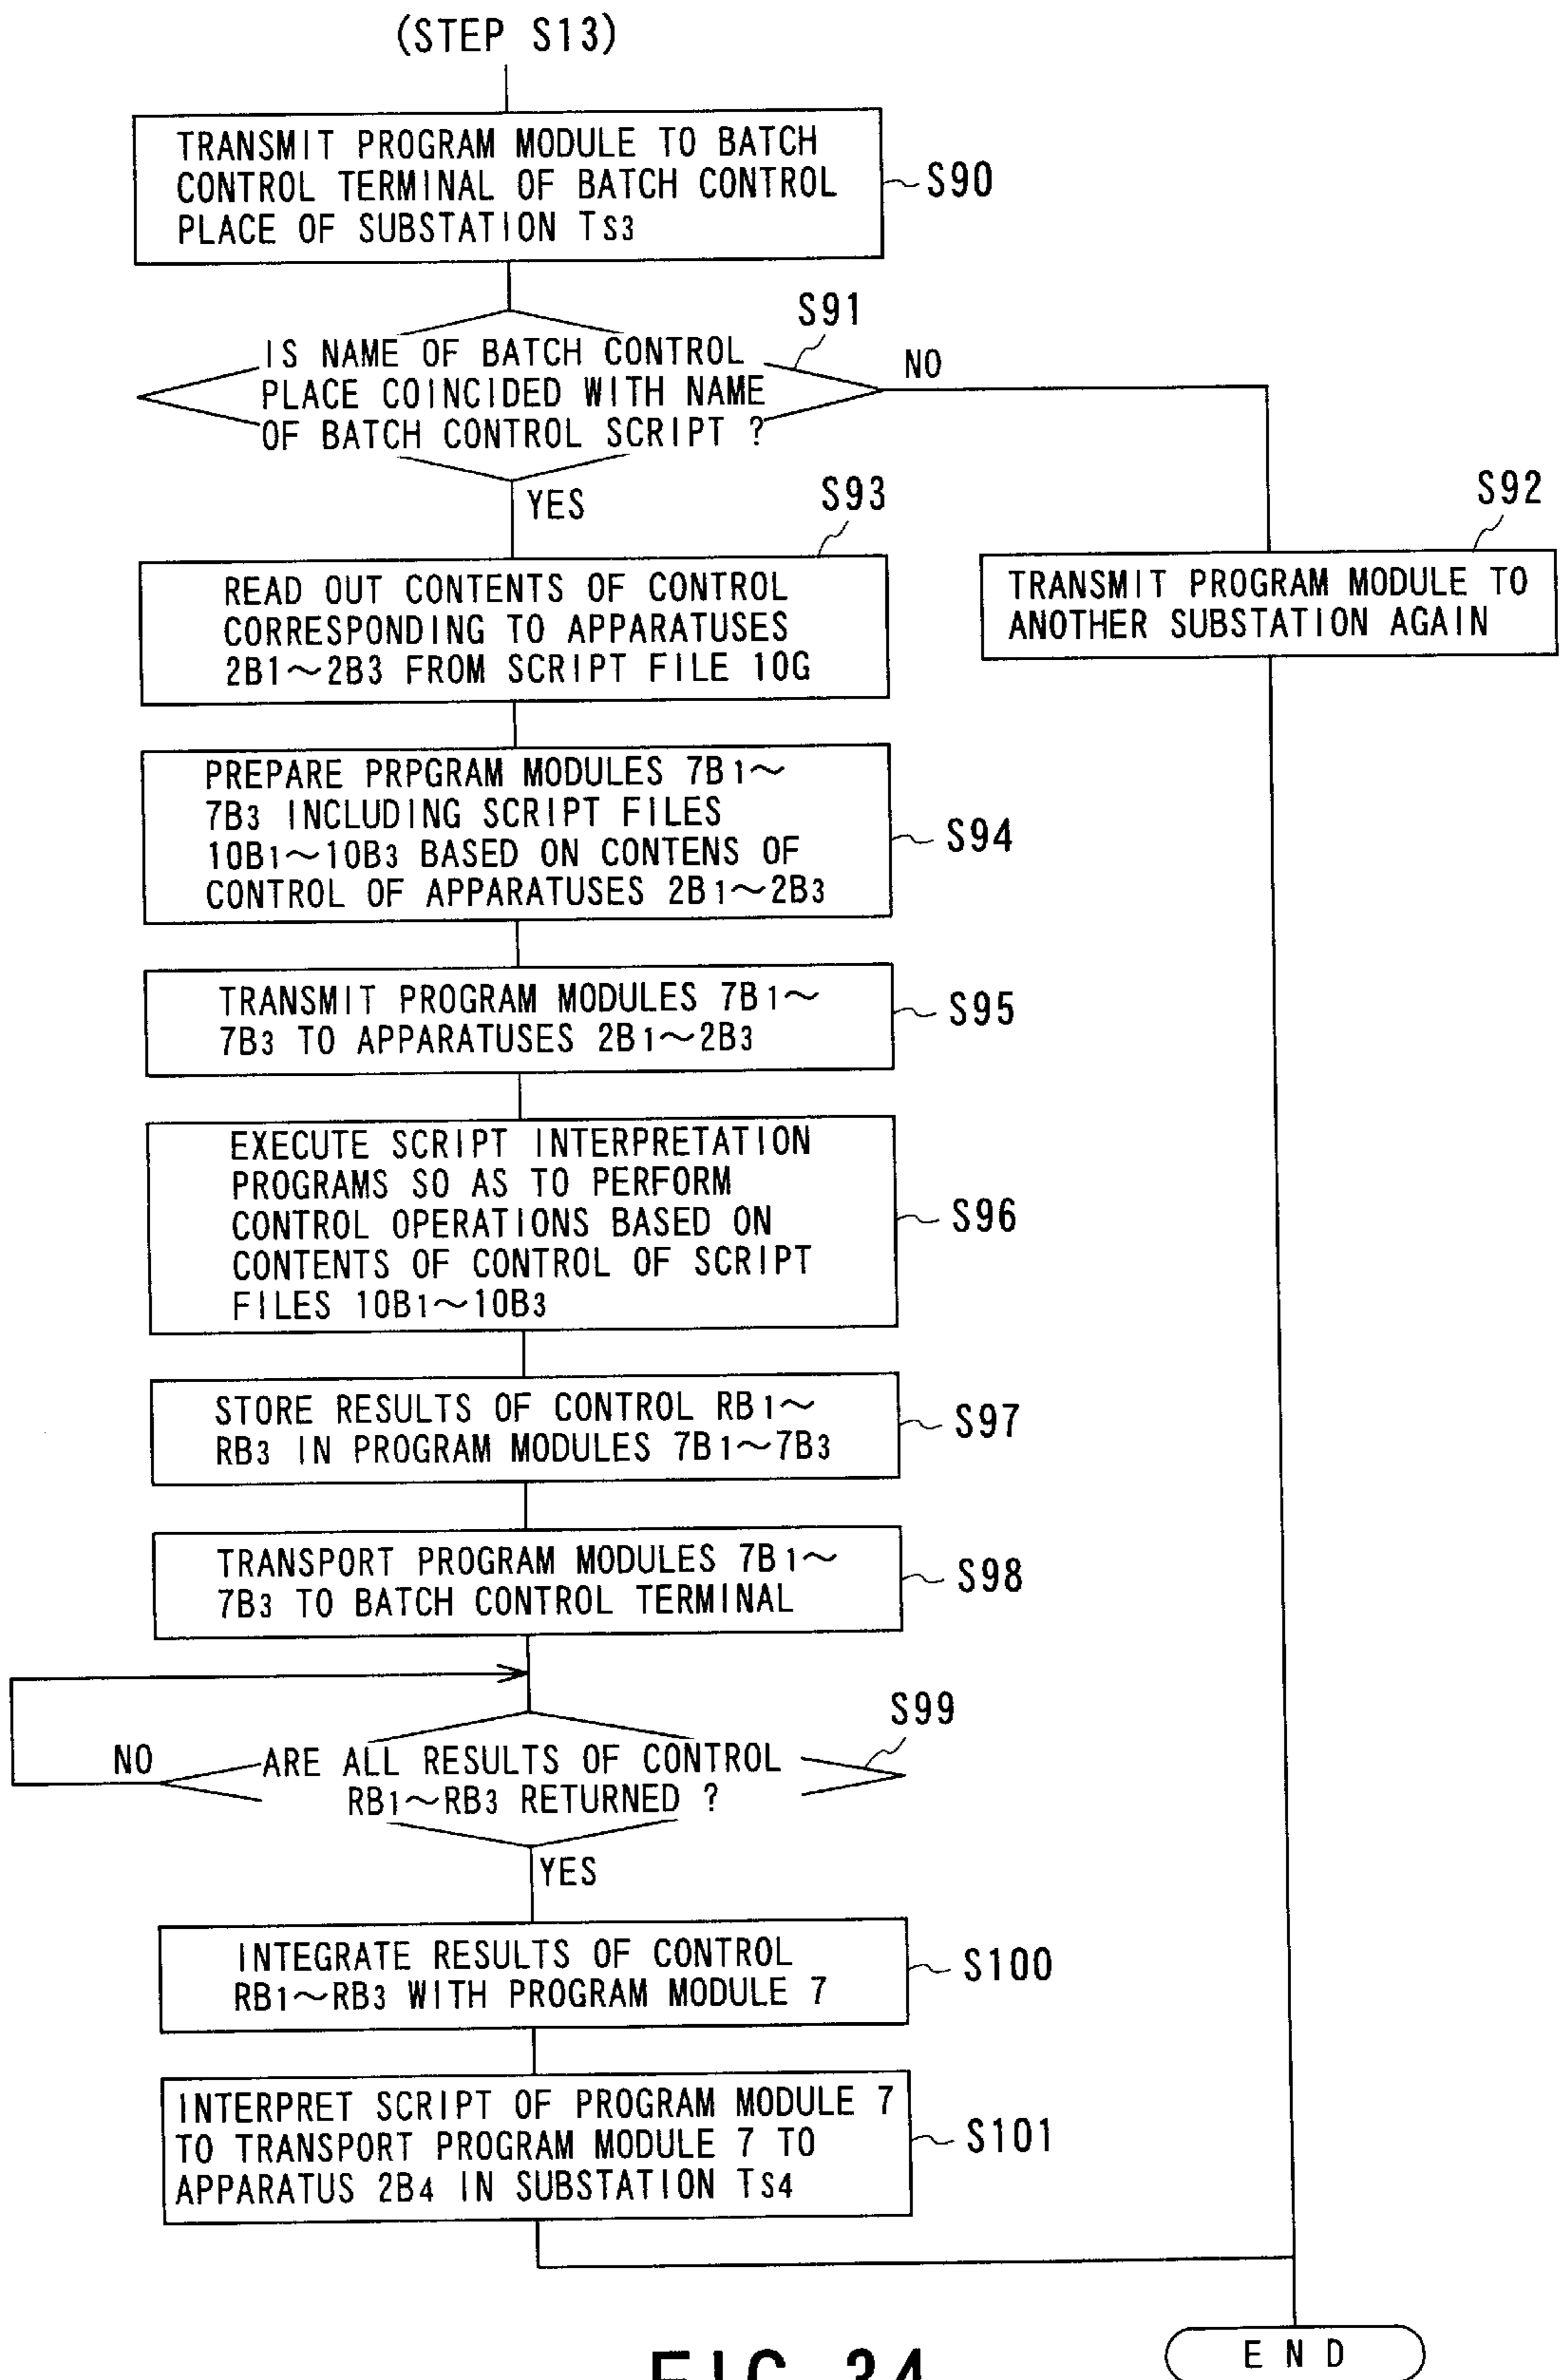 (STEP S13)
TRANSMIT PROGRAM MODULE TO BATCH
CONTROL TERMINAL OF BATCH CONTROL
PLACE OF SUBSTATION TS3
S90
S91
IS NAME OF BATCH CONTROL
PLACE COINCIDED WITH NAME
OF BATCH CONTROL SCRIPT ?
NO
YES
S92
TRANSMIT PROGRAM MODULE TO
ANOTHER SUBSTATION AGAIN
S93
READ OUT CONTENTS OF CONTROL
CORRESPONDING TO APPARATUSES
2B1~2B3 FROM SCRIPT FILE 10G
PREPARE PRPGRAM MODULES 7B1~
7B3 INCLUDING SCRIPT FILES
10B1~10B3 BASED ON CONTENS OF
CONTROL OF APPARATUSES 2B1~2B3
S94
TRANSMIT PROGRAM MODULES 7B1~
7B3 TO APPARATUSES 2B1~2B3
S95
EXECUTE SCRIPT INTERPRETATION
PROGRAMS SO AS TO PERFORM
CONTROL OPERATIONS BASED ON
CONTENTS OF CONTROL OF SCRIPT
FILES 10B1~10B3
S96
STORE RESULTS OF CONTROL RB1~
RB3 IN PROGRAM MODULES 7B1~7B3
S97
TRANSPORT PROGRAM MODULES 7B1~
7B3 TO BATCH CONTROL TERMINAL
S98
S99
NO
ARE ALL RESULTS OF CONTROL
RB1~RB3 RETURNED ?
YES
INTEGRATE RESULTS OF CONTROL
RB1~RB3 WITH PROGRAM MODULE 7
S100
INTERPRET SCRIPT OF PROGRAM MODULE 7
TO TRANSPORT PROGRAM MODULE 7 TO
APPARATUS 2B4 IN SUBSTATION TS4
S101
END
FIG 34